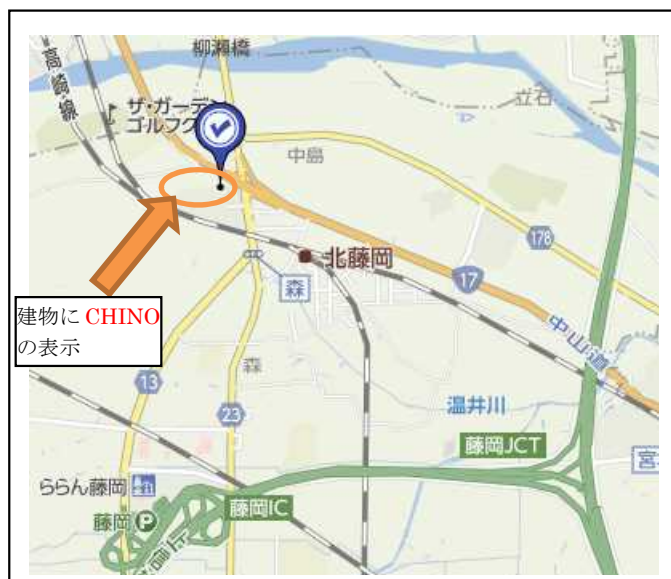 柳瀬橋
高崎線
ザ・ガーデン
ゴルフク
立石
中島
178
北藤岡
17
森
建物に CHINO
の表示
中山道
森
13
23
温井川
藤岡JCT
宮
ららん藤岡
藤岡IC
藤岡 P